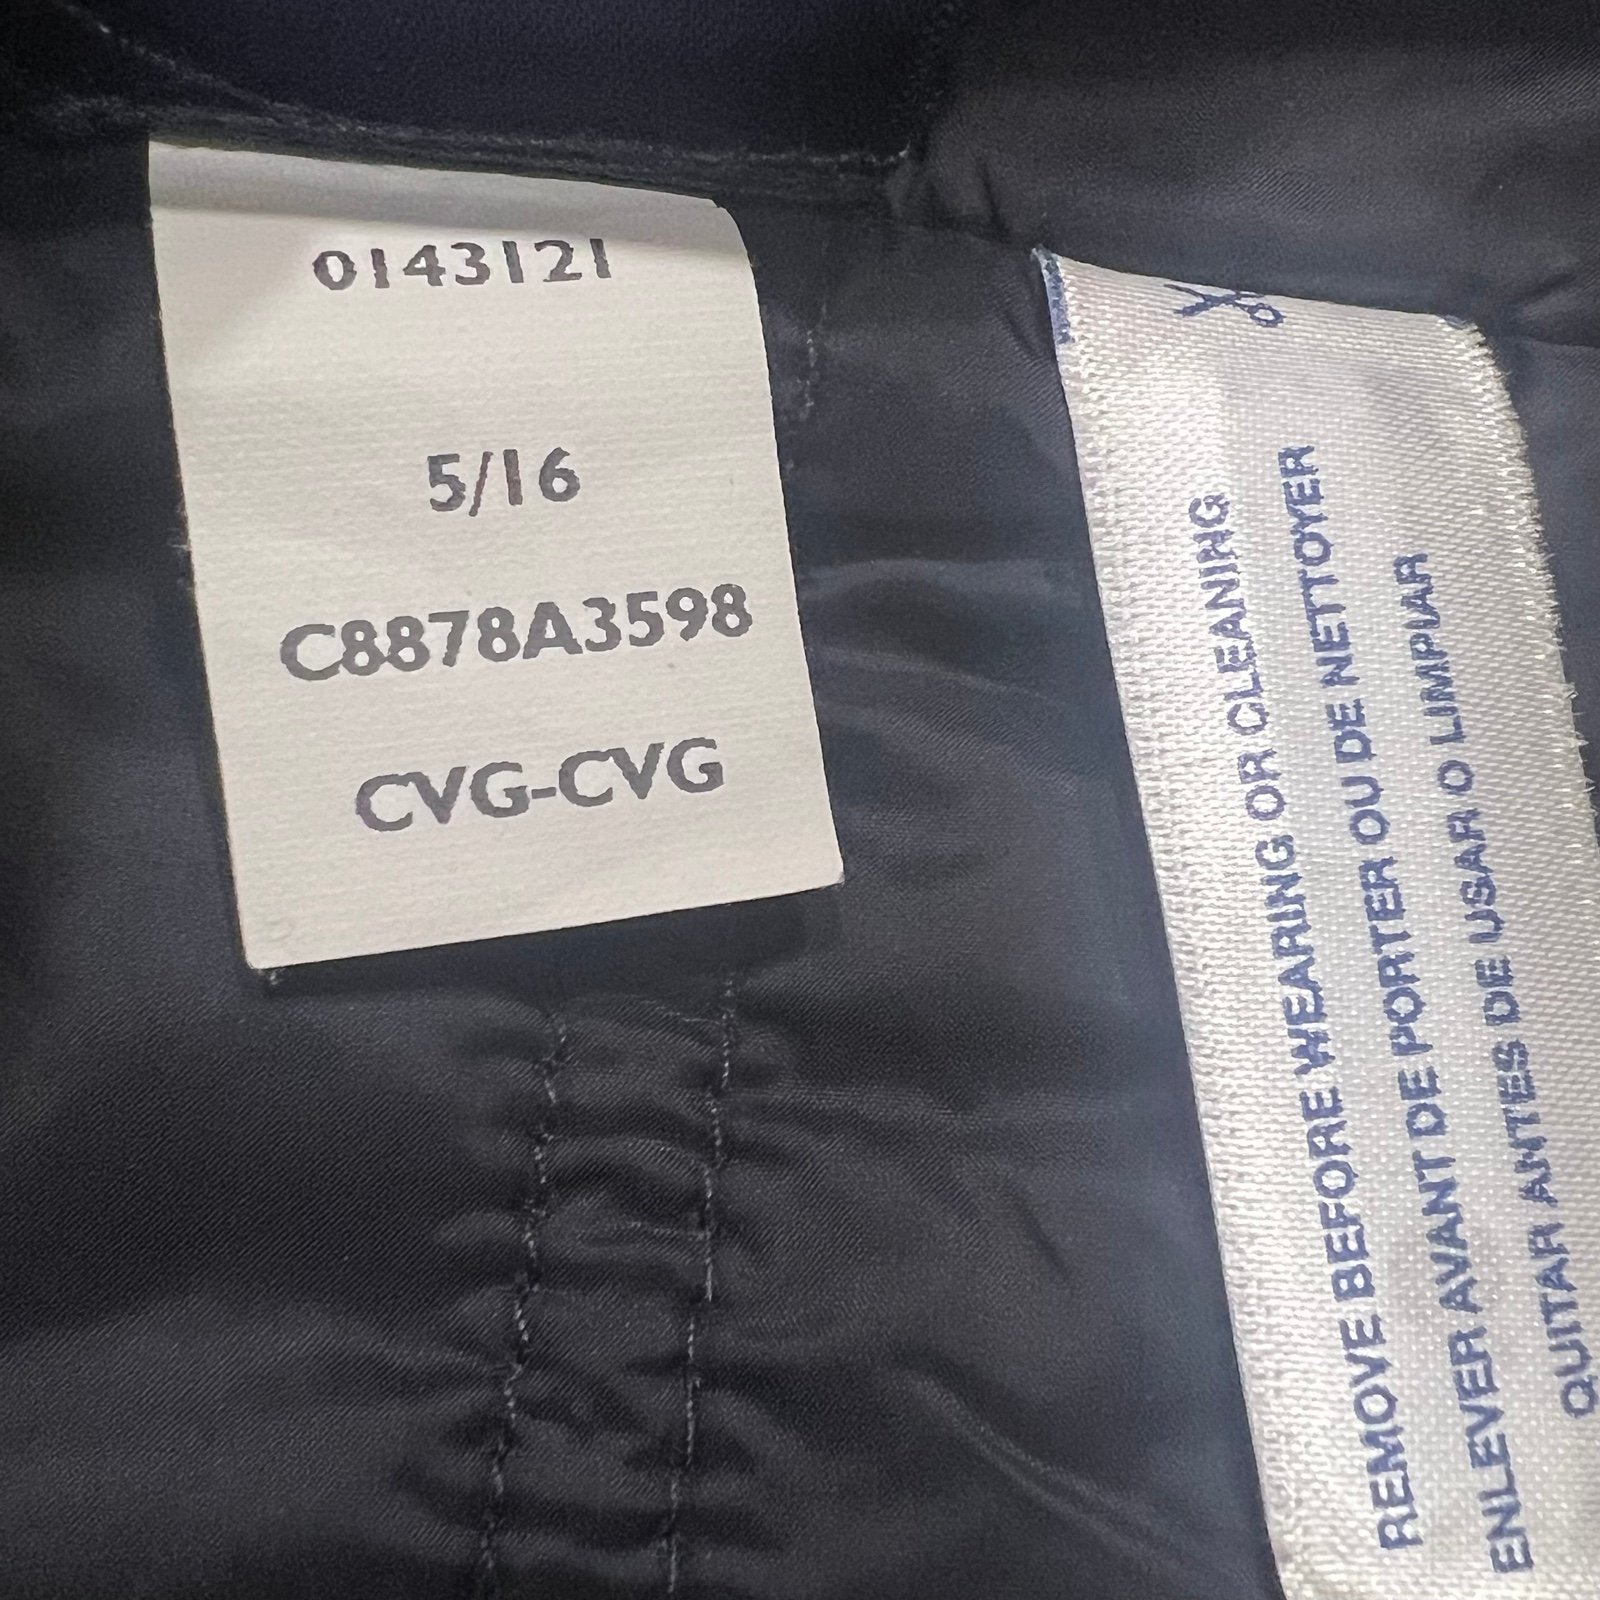 0143121
5/16
C8878A3598
CVG-CVG
REMOVE BEFORE WEARING OR CLEANING
ENLEVER AVANT DE PORTER OU DE NETTOYER
QUITAR ANTES DE USAR O LIMPIAR